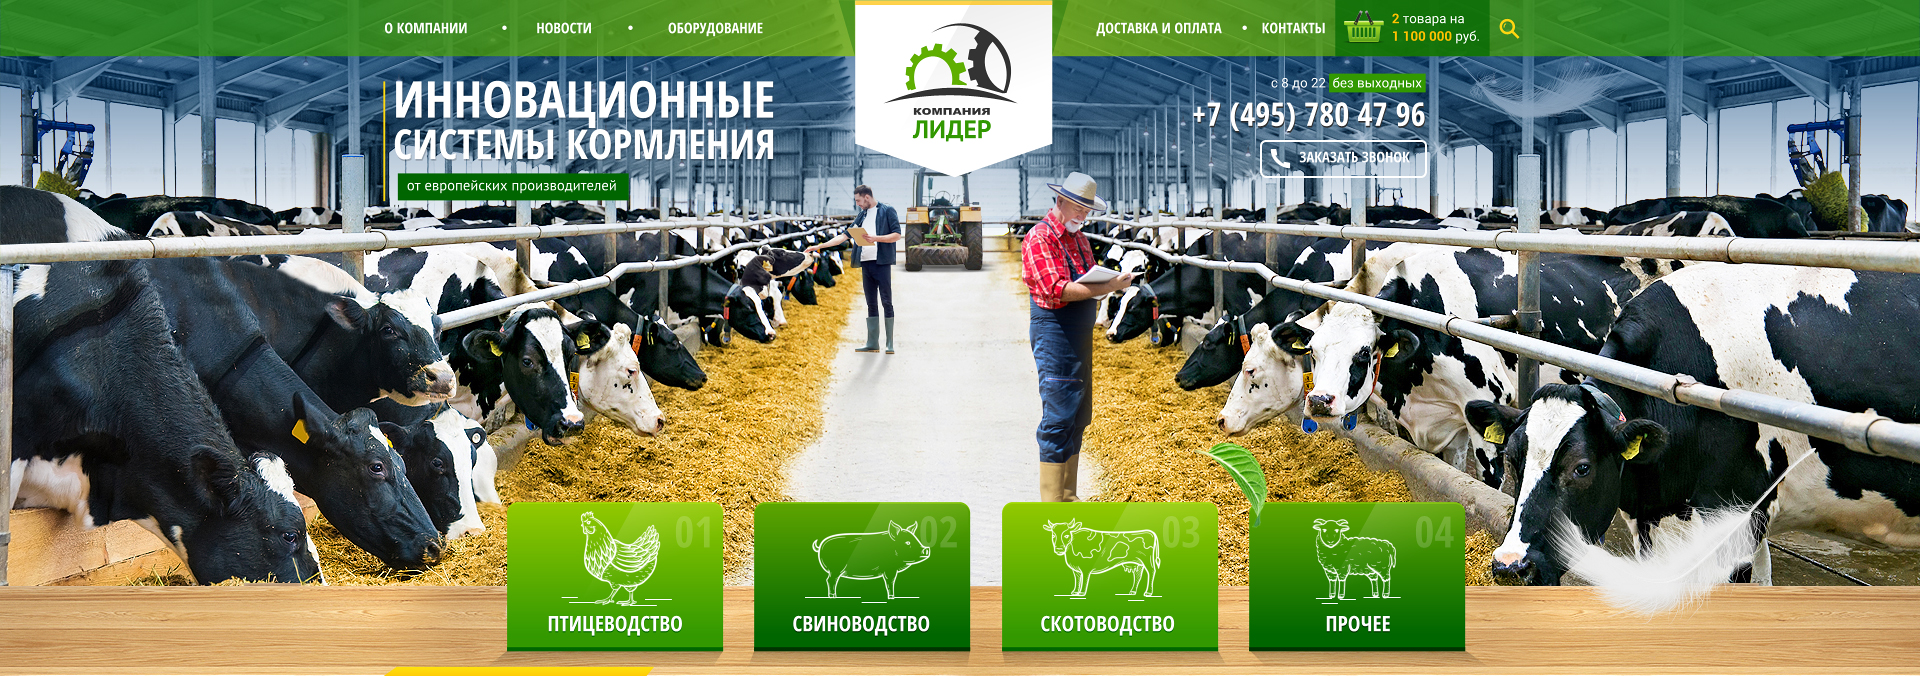 О КОМПАНИИ • НОВОСТИ • ОБОРУДОВАНИЕ
ДОСТАВКА И ОПЛАТА • КОНТАКТЫ
2 товара на
1 100 000 руб.
КОМПАНИЯ
ЛИДЕР
ИННОВАЦИОННЫЕ
СИСТЕМЫ КОРМЛЕНИЯ
от европейских производителей
с 8 до 22 без выходных
+7 (495) 780 47 96
ЗАКАЗАТЬ ЗВОНОК
01
ПТИЦЕВОДСТВО
02
СВИНОВОДСТВО
03
СКОТОВОДСТВО
04
ПРОЧЕЕ